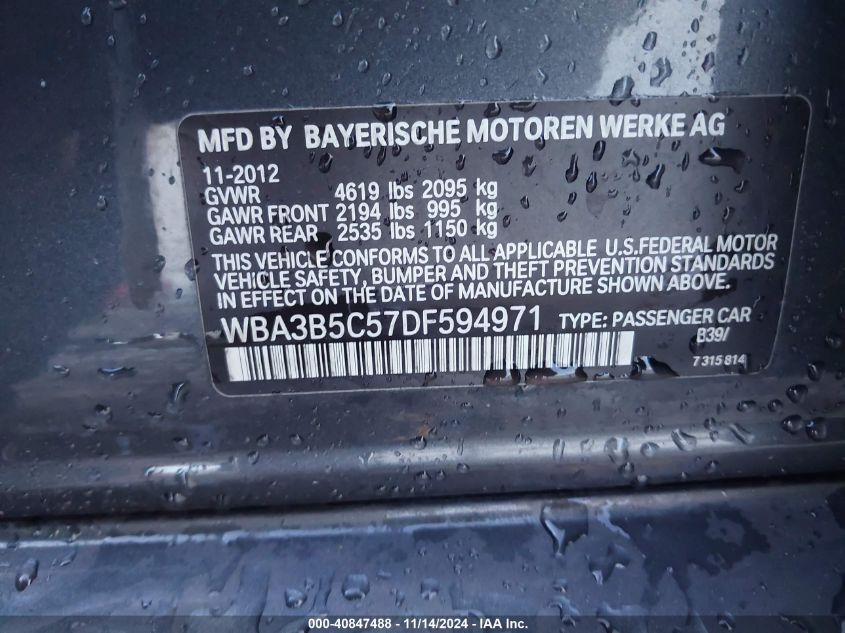 MFD BY BAYERISCHE MOTOREN WERKE AG
11-2012
GVWR 4619 lbs 2095 kg
GAWR FRONT 2194 lbs 995 kg
GAWR REAR 2535 lbs 1150 kg
THIS VEHICLE CONFORMS TO ALL APPLICABLE U.S.FEDERAL MOTOR
VEHICLE SAFETY, BUMPER AND THEFT PREVENTION STANDARDS
IN EFFECT ON THE DATE OF MANUFACTURE SHOWN ABOVE.
WBA3B5C57DF594971 TYPE: PASSENGER CAR
B39/
7 315 814
000-40847488 - 11/14/2024 - IAA Inc.